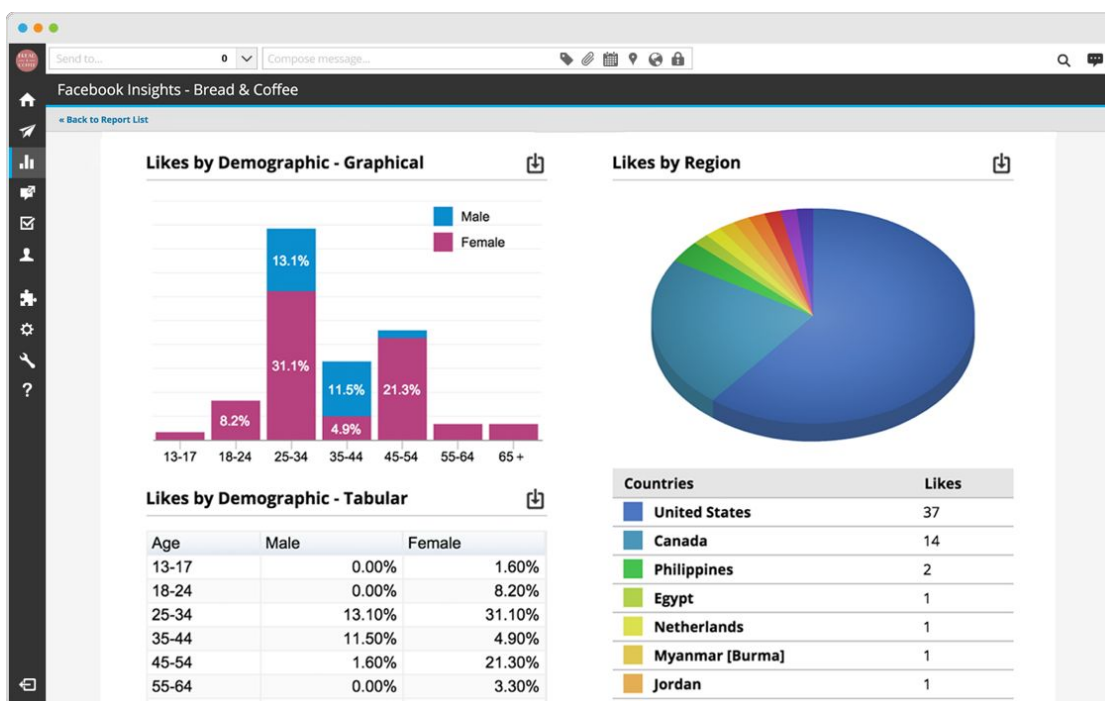 Send to... 0 Compose message...
Facebook Insights - Bread & Coffee
« Back to Report List
Likes by Demographic - Graphical
Male
Female
13.1%
31.1%
11.5%
21.3%
8.2%
4.9%
13-17 18-24 25-34 35-44 45-54 55-64 65 +
Likes by Demographic - Tabular
Age Male Female
13-17 0.00% 1.60%
18-24 0.00% 8.20%
25-34 13.10% 31.10%
35-44 11.50% 4.90%
45-54 1.60% 21.30%
55-64 0.00% 3.30%
Likes by Region
Countries Likes
United States 37
Canada 14
Philippines 2
Egypt 1
Netherlands 1
Myanmar [Burma] 1
Jordan 1